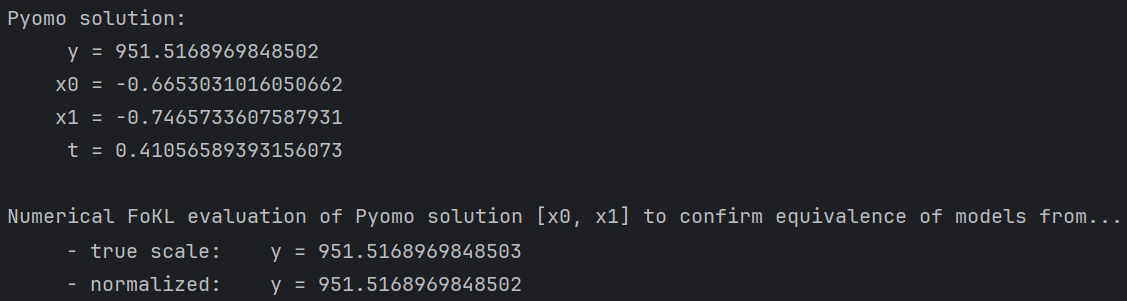 Pyomo solution:
y = 951.5168969848502
x0 = -0.6653031016050662
x1 = -0.7465733607587931
t = 0.41056589393156073
Numerical FoKL evaluation of Pyomo solution [x0, x1] to confirm equivalence of models from...
- true scale:    y = 951.5168969848503
- normalized:    y = 951.5168969848502